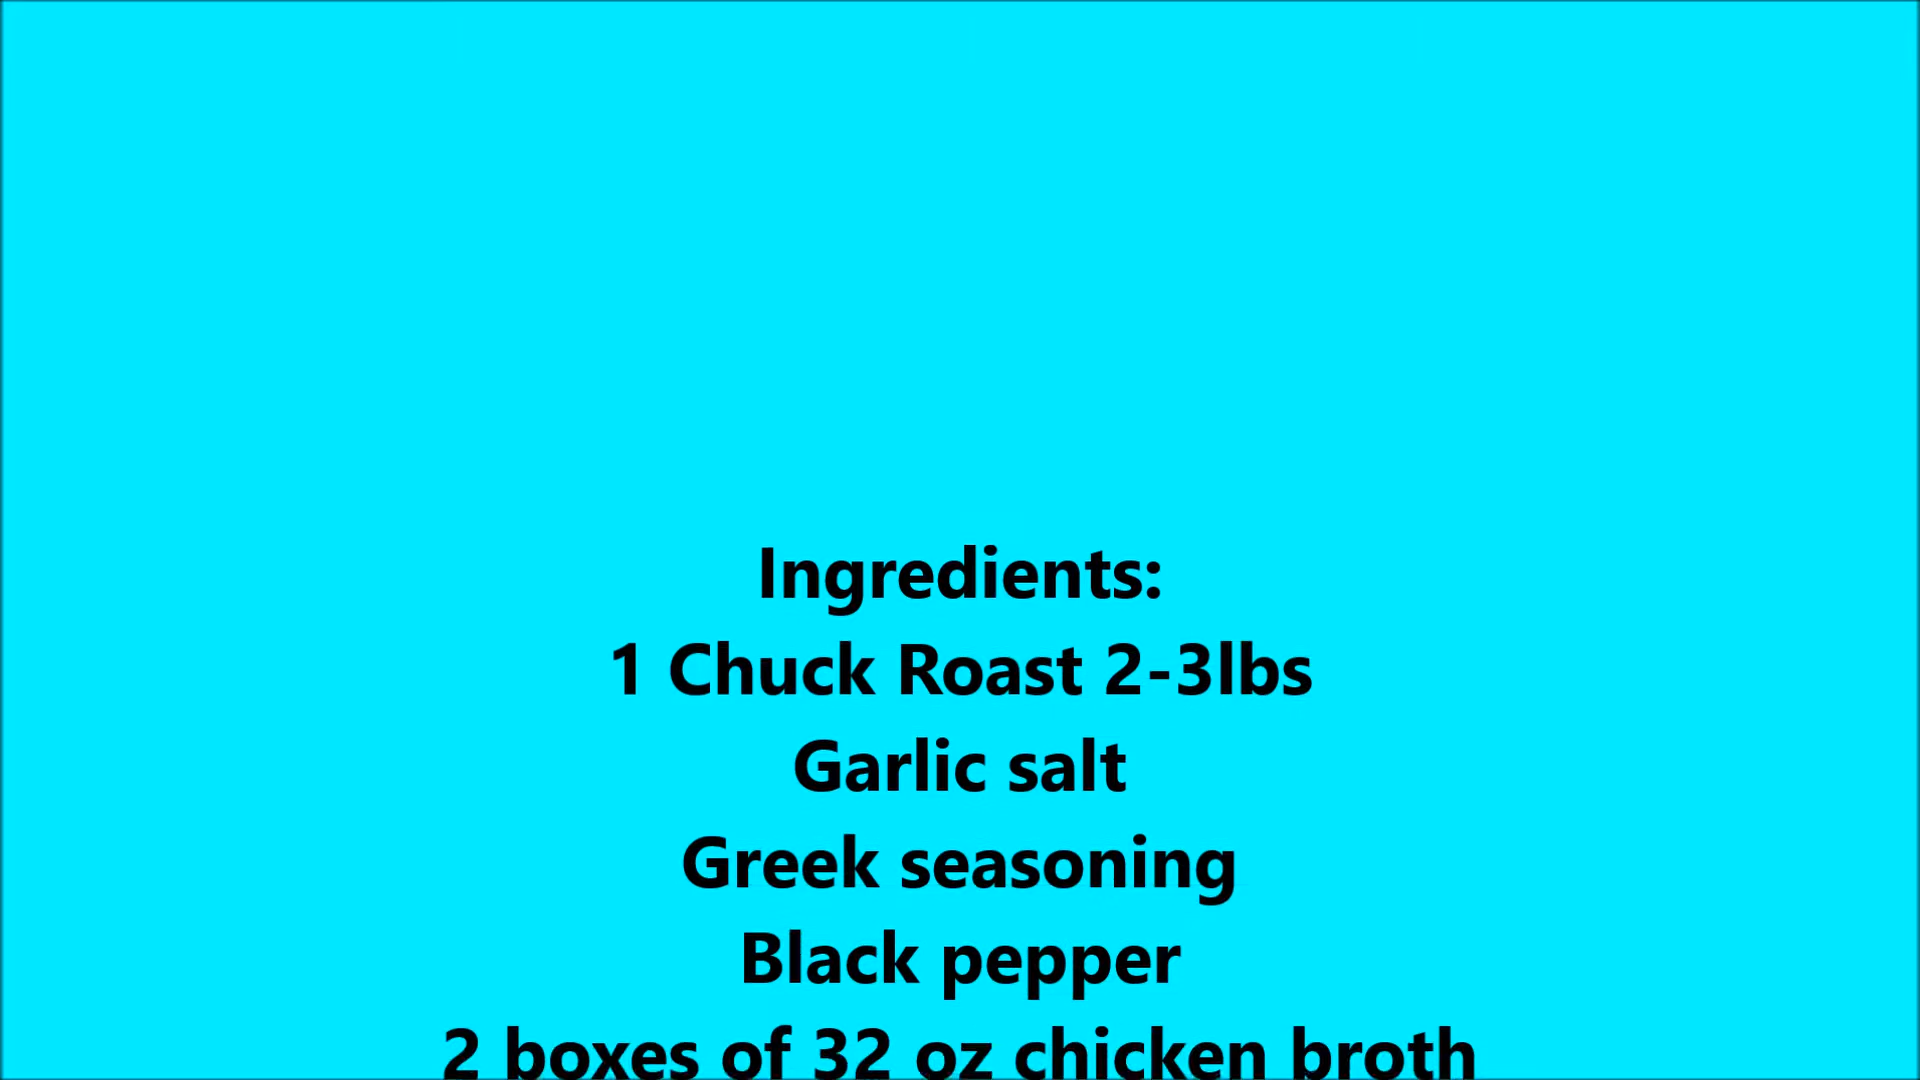 Ingredients:
1 Chuck Roast 2-3lbs
Garlic salt
Greek seasoning
Black pepper
2 boxes of 32 oz chicken broth